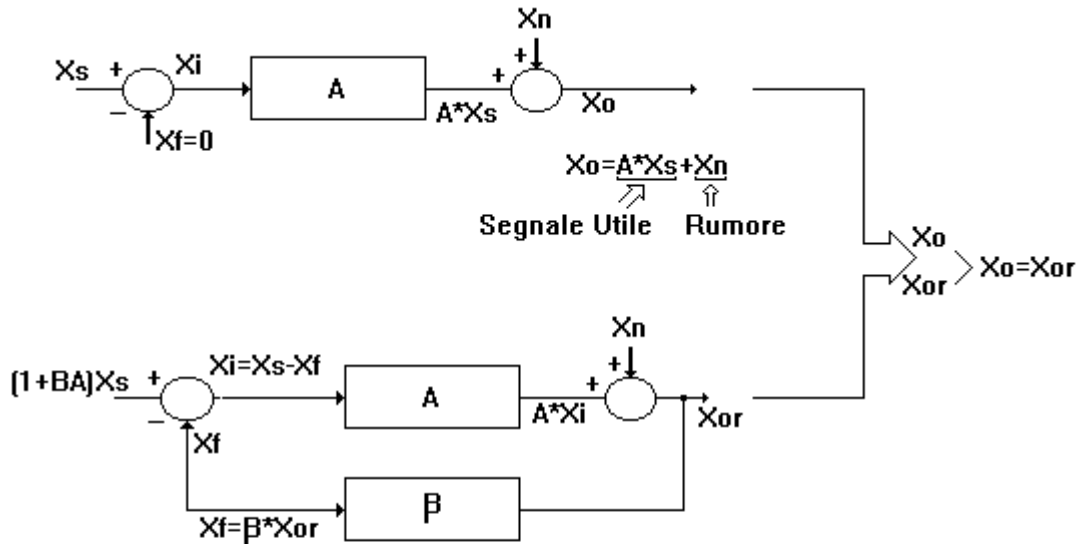 Xn
+
Xs + Xi A + Xo
− A*Xs
Xf=0
Xo=A*Xs+Xn
Segnale Utile Rumore
Xo
Xor Xo=Xor
Xn
(1+BA)Xs + Xi=Xs-Xf A + +
− A*Xi Xor
Xf
Xf=β*Xor β